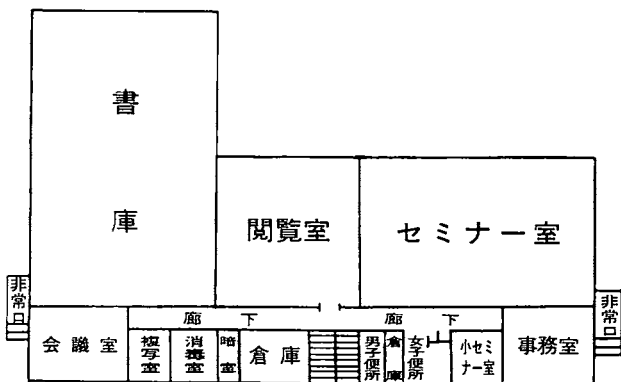 書庫
閲覧室
セミナー室
非常口
非常口
廊下
廊下
会議室
複写室
消毒室
暗室
倉庫
男子便所
倉庫
女子便所
小セミナー室
事務室